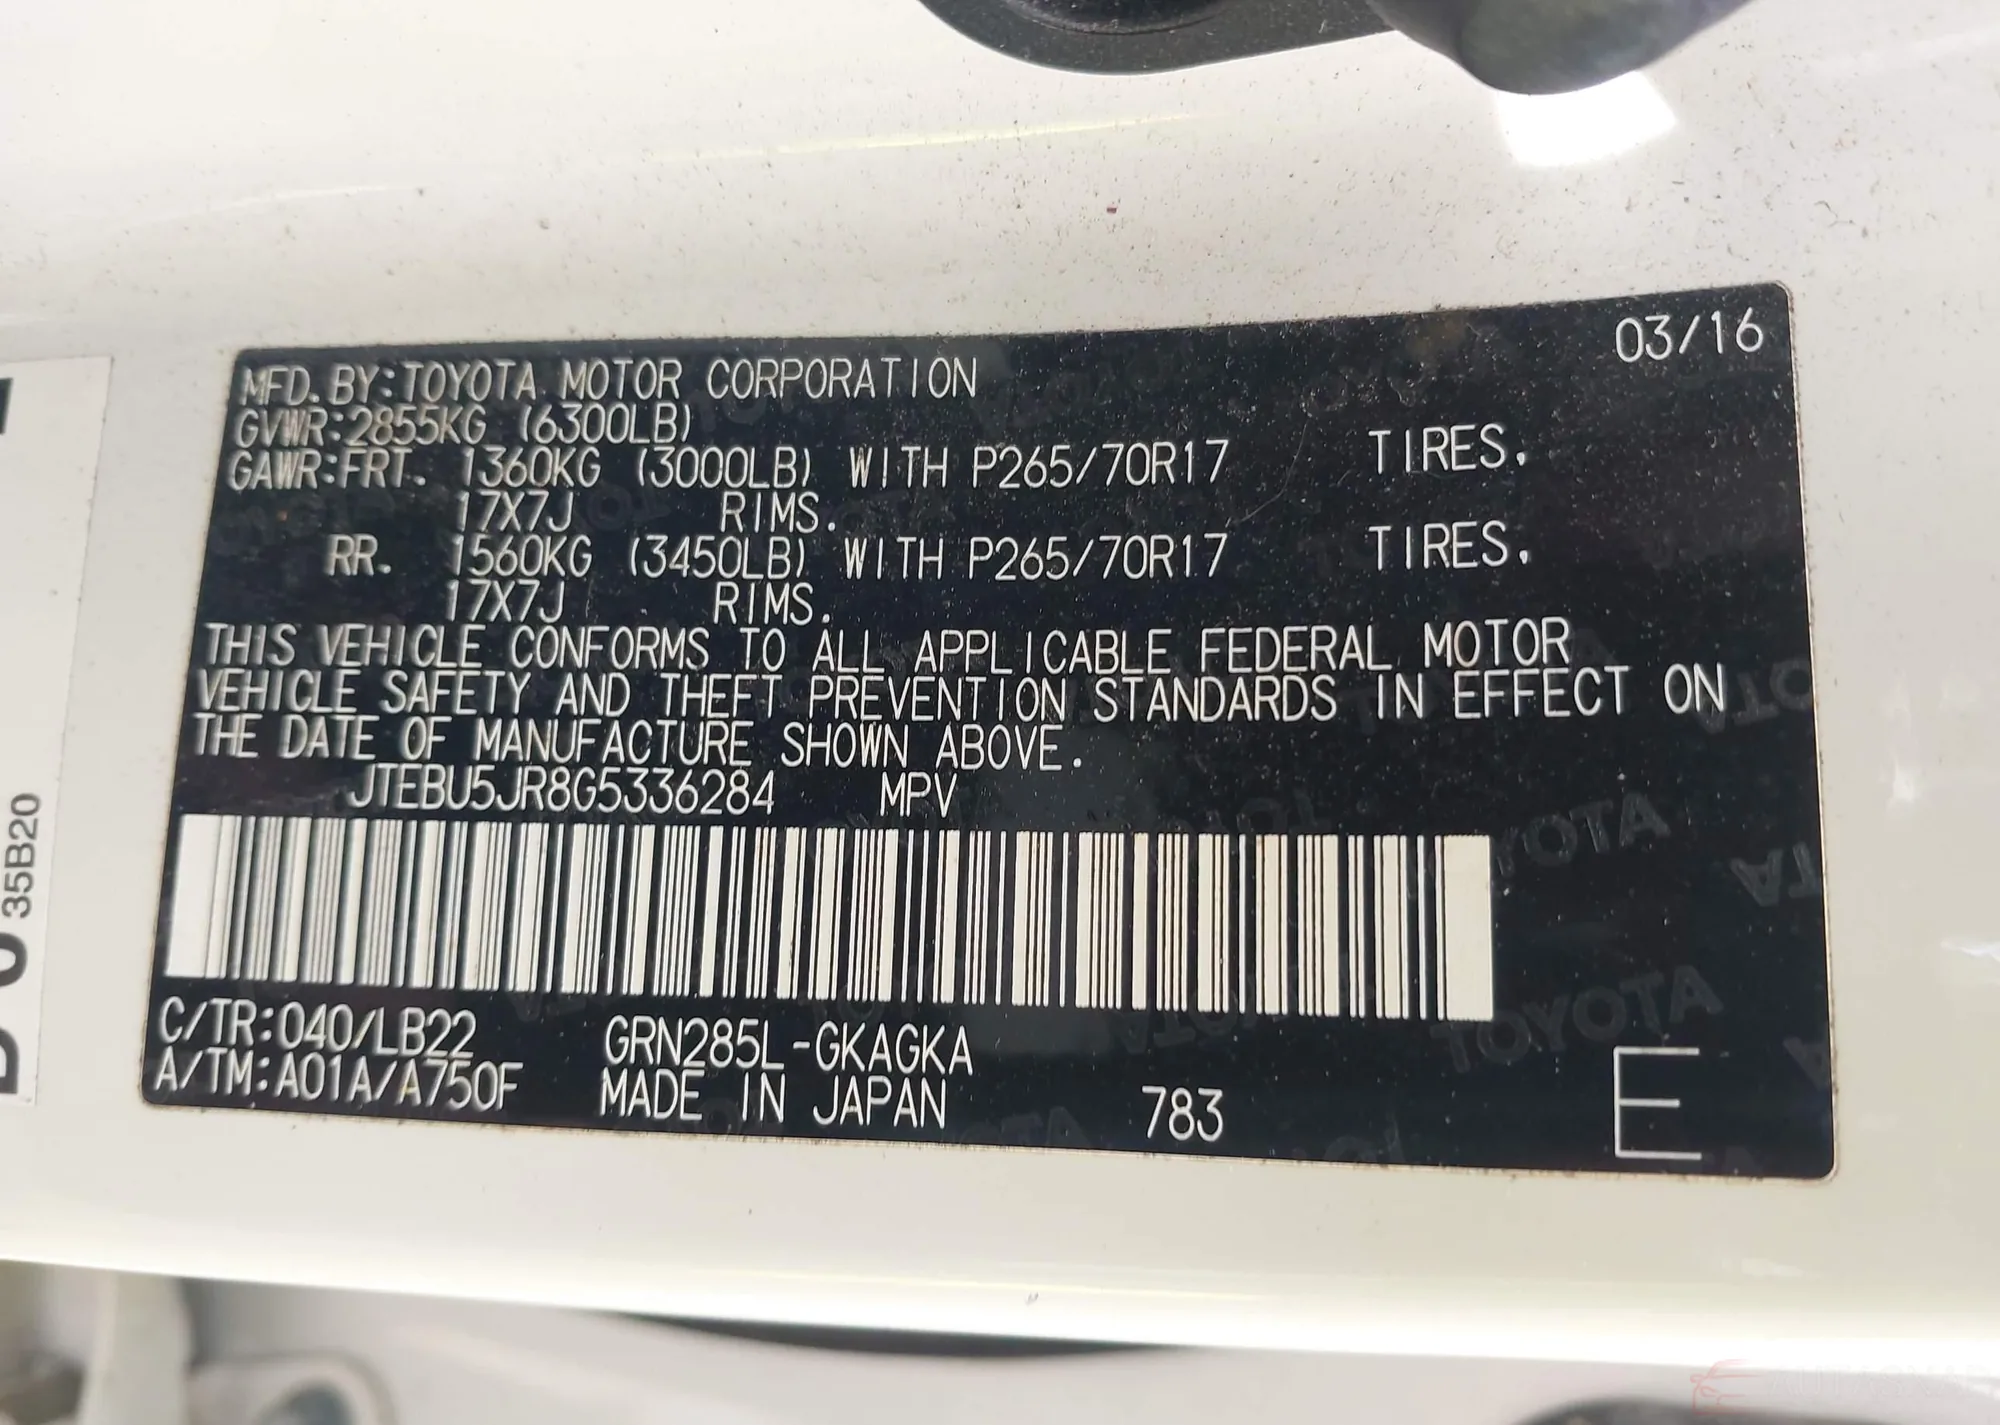 03/16
MFD.BY:TOYOTA MOTOR CORPORATION
GVWR:2855KG (6300LB)
GAWR:FRT. 1360KG (3000LB) WITH P265/70R17 TIRES.
17X7J RIMS.
RR. 1560KG (3450LB) WITH P265/70R17 TIRES.
17X7J RIMS.
THIS VEHICLE CONFORMS TO ALL APPLICABLE FEDERAL MOTOR
VEHICLE SAFETY AND THEFT PREVENTION STANDARDS IN EFFECT ON
THE DATE OF MANUFACTURE SHOWN ABOVE.
JTEBU5JR8G5336284 MPV
C/TR:040/LB22 GRN285L-GKAGKA
A/TM:A01A/A750F MADE IN JAPAN 783 E
35B20
TOYOTA